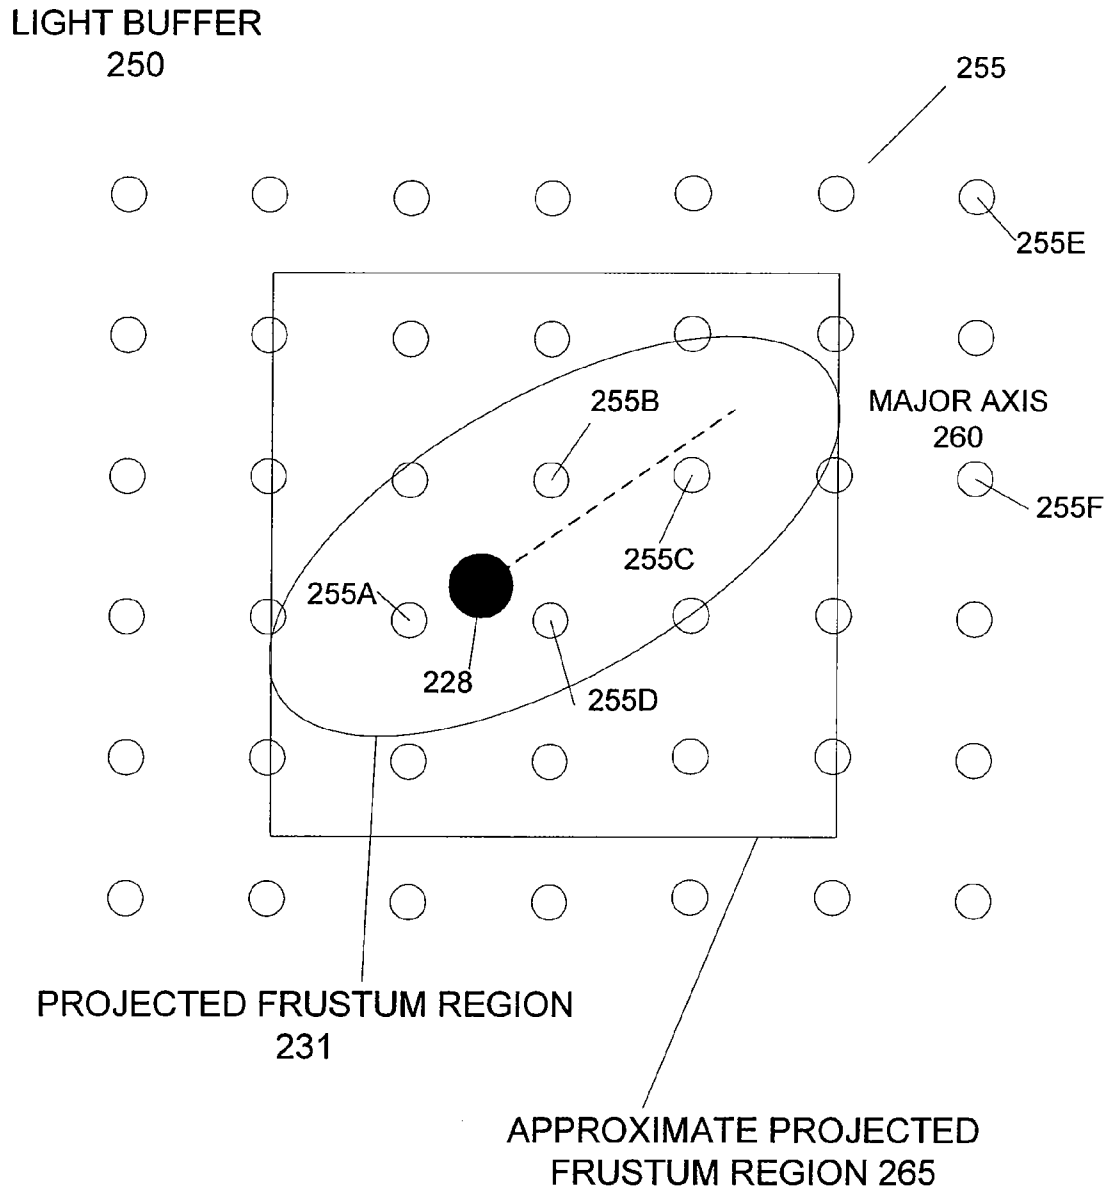 LIGHT BUFFER
250
255
255E
255B
MAJOR AXIS
260
255F
255C
255A
228
255D
PROJECTED FRUSTUM REGION
231
APPROXIMATE PROJECTED
FRUSTUM REGION 265